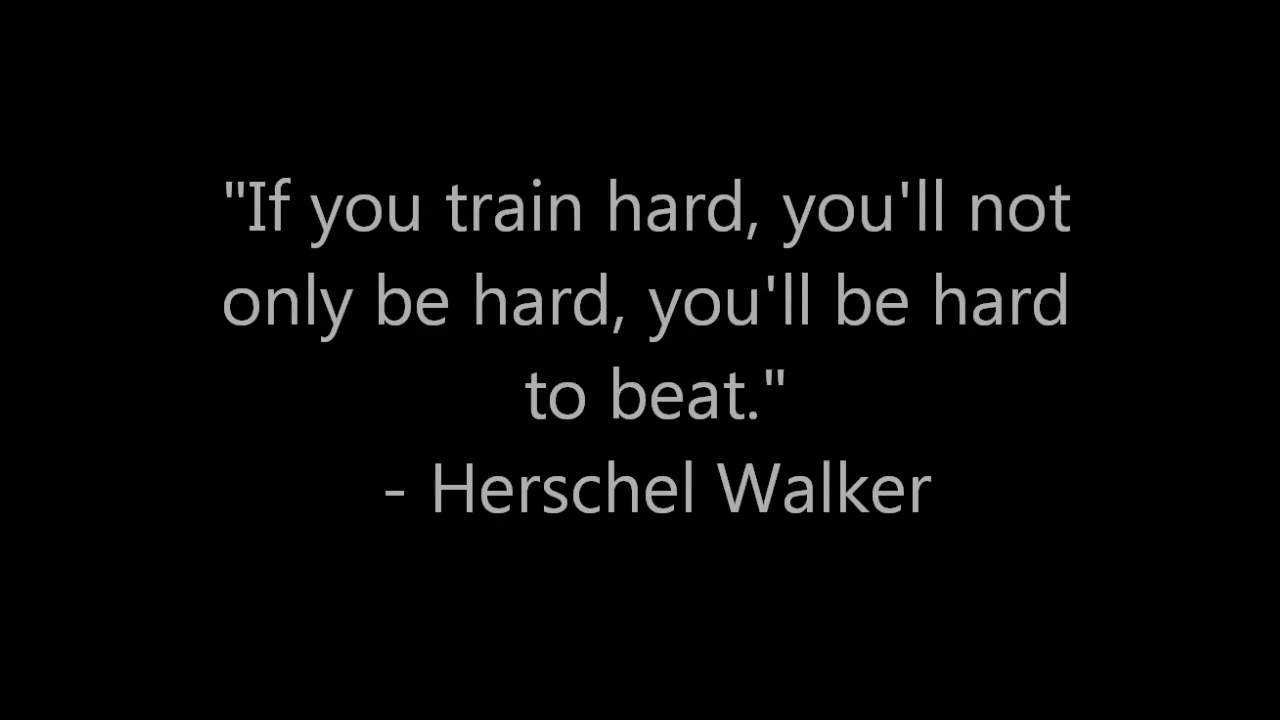 "If you train hard, you'll not
only be hard, you'll be hard
to beat."
- Herschel Walker